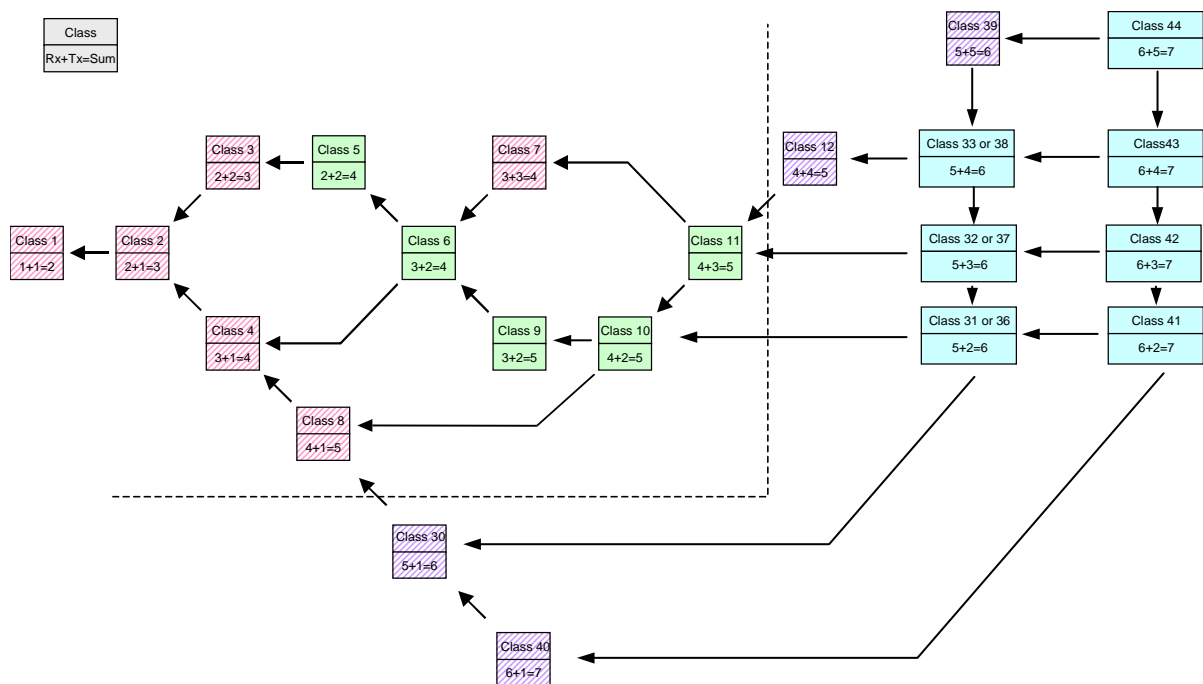 Class
Rx+Tx=Sum
Class 39
5+5=6
Class 44
6+5=7
Class 3
2+2=3
Class 5
2+2=4
Class 7
3+3=4
Class 12
4+4=5
Class 33 or 38
5+4=6
Class43
6+4=7
Class 1
1+1=2
Class 2
2+1=3
Class 6
3+2=4
Class 11
4+3=5
Class 32 or 37
5+3=6
Class 42
6+3=7
Class 4
3+1=4
Class 9
3+2=5
Class 10
4+2=5
Class 31 or 36
5+2=6
Class 41
6+2=7
Class 8
4+1=5
Class 30
5+1=6
Class 40
6+1=7